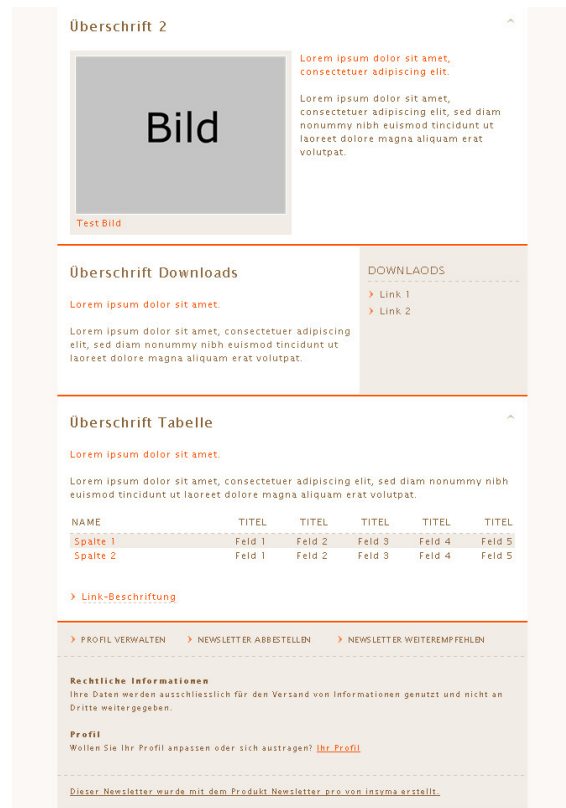 Überschrift 2
Bild
Test Bild
Lorem ipsum dolor sit amet,
consectetuer adipiscing elit.
Lorem ipsum dolor sit amet,
consectetuer adipiscing elit, sed diam
nonummy nibh euismod tincidunt ut
laoreet dolore magna aliquam erat
volutpat.
Überschrift Downloads
Lorem ipsum dolor sit amet.
Lorem ipsum dolor sit amet, consectetuer adipiscing
elit, sed diam nonummy nibh euismod tincidunt ut
laoreet dolore magna aliquam erat volutpat.
DOWNLAODS
› Link 1
› Link 2
Überschrift Tabelle
Lorem ipsum dolor sit amet.
Lorem ipsum dolor sit amet, consectetuer adipiscing elit, sed diam nonummy nibh
euismod tincidunt ut laoreet dolore magna aliquam erat volutpat.
NAME TITEL TITEL TITEL TITEL TITEL
Spalte 1 Feld 1 Feld 2 Feld 3 Feld 4 Feld 5
Spalte 2 Feld 1 Feld 2 Feld 3 Feld 4 Feld 5
› Link-Beschriftung
› PROFIL VERWALTEN › NEWSLETTER ABBESTELLEN › NEWSLETTER WEITEREMPFEHLEN
Rechtliche Informationen
Ihre Daten werden ausschliesslich für den Versand von Informationen genutzt und nicht an
Dritte weitergegeben.
Profil
Wollen Sie Ihr Profil anpassen oder sich austragen? Ihr Profil
Dieser Newsletter wurde mit dem Produkt Newsletter pro von insyma erstellt.